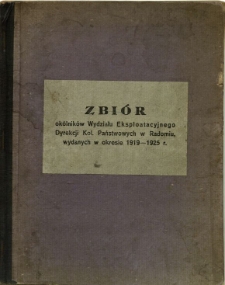 ZBIÓR
okólników Wydziału Eksploatacyjnego
Dyrekcji Kol. Państwowych w Radomiu,
wydanych w okresie 1919—1925 r.